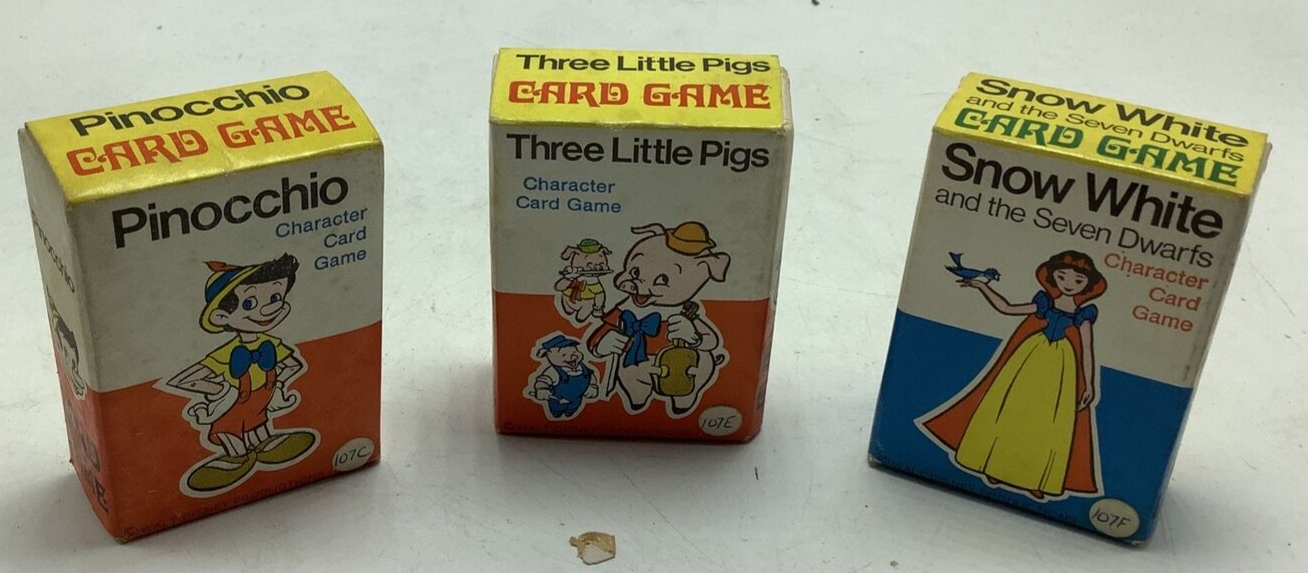 Pinocchio
CARD GAME
Pinocchio
Character
Card
Game
107C
Pinocchio
Three Little Pigs
CARD GAME
Three Little Pigs
Character
Card Game
107E
Snow White
and the Seven Dwarfs
CARD GAME
Snow White
and the Seven Dwarfs
Character
Card
Game
107F